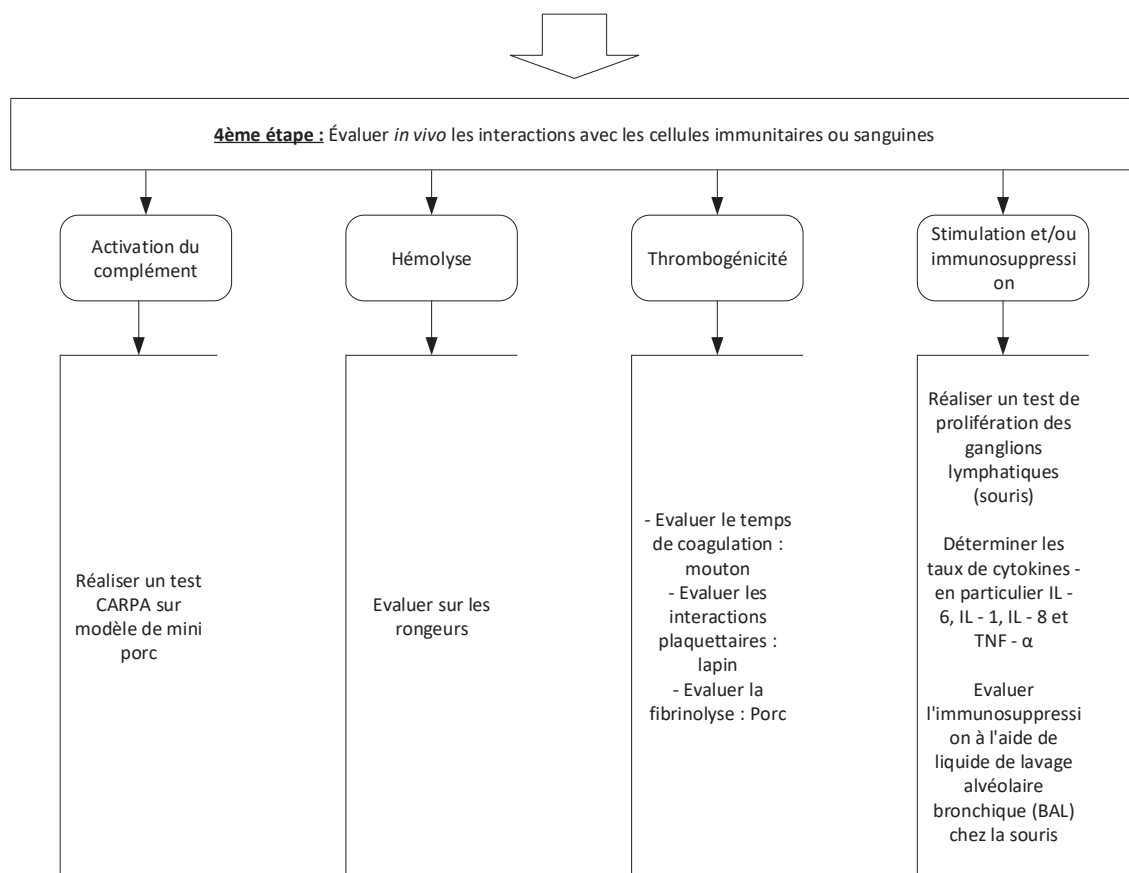 4ème étape : Évaluer in vivo les interactions avec les cellules immunitaires ou sanguines
Activation du
complément
Hémolyse
Thrombogénicité
Stimulation et/ou
immunosuppressi
on
Réaliser un test
CARPA sur
modèle de mini
porc
Evaluer sur les
rongeurs
- Evaluer le temps
de coagulation :
mouton
- Evaluer les
interactions
plaquettaires :
lapin
- Evaluer la
fibrinolyse : Porc
Réaliser un test de
prolifération des
ganglions
lymphatiques
(souris)
Déterminer les
taux de cytokines -
en particulier IL -
6, IL - 1, IL - 8 et
TNF - α
Evaluer
l'immunosuppressi
on à l'aide de
liquide de lavage
alvéolaire
bronchique (BAL)
chez la souris